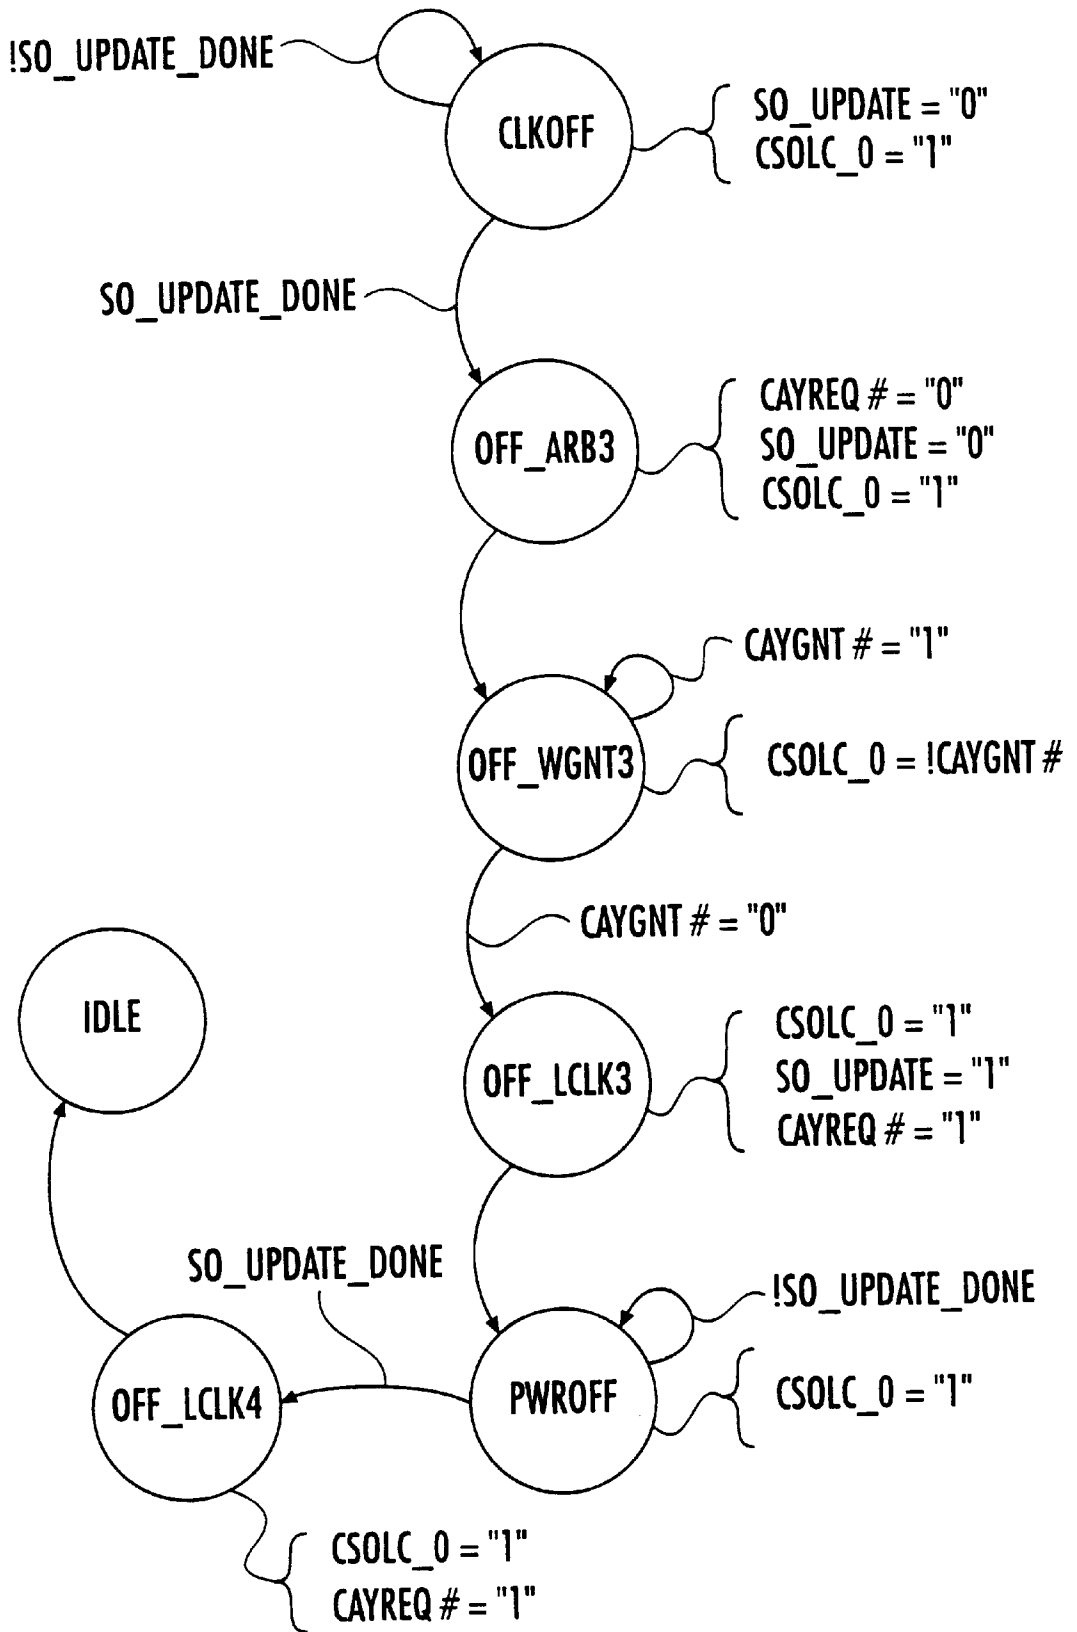 !SO_UPDATE_DONE
CLKOFF
SO_UPDATE = "0"
CSOLC_0 = "1"
SO_UPDATE_DONE
OFF_ARB3
CAYREQ # = "0"
SO_UPDATE = "0"
CSOLC_0 = "1"
CAYGNT # = "1"
OFF_WGNT3
CSOLC_0 = !CAYGNT #
CAYGNT # = "0"
IDLE
OFF_LCLK3
CSOLC_0 = "1"
SO_UPDATE = "1"
CAYREQ # = "1"
SO_UPDATE_DONE
!SO_UPDATE_DONE
OFF_LCLK4
PWROFF
CSOLC_0 = "1"
CSOLC_0 = "1"
CAYREQ # = "1"